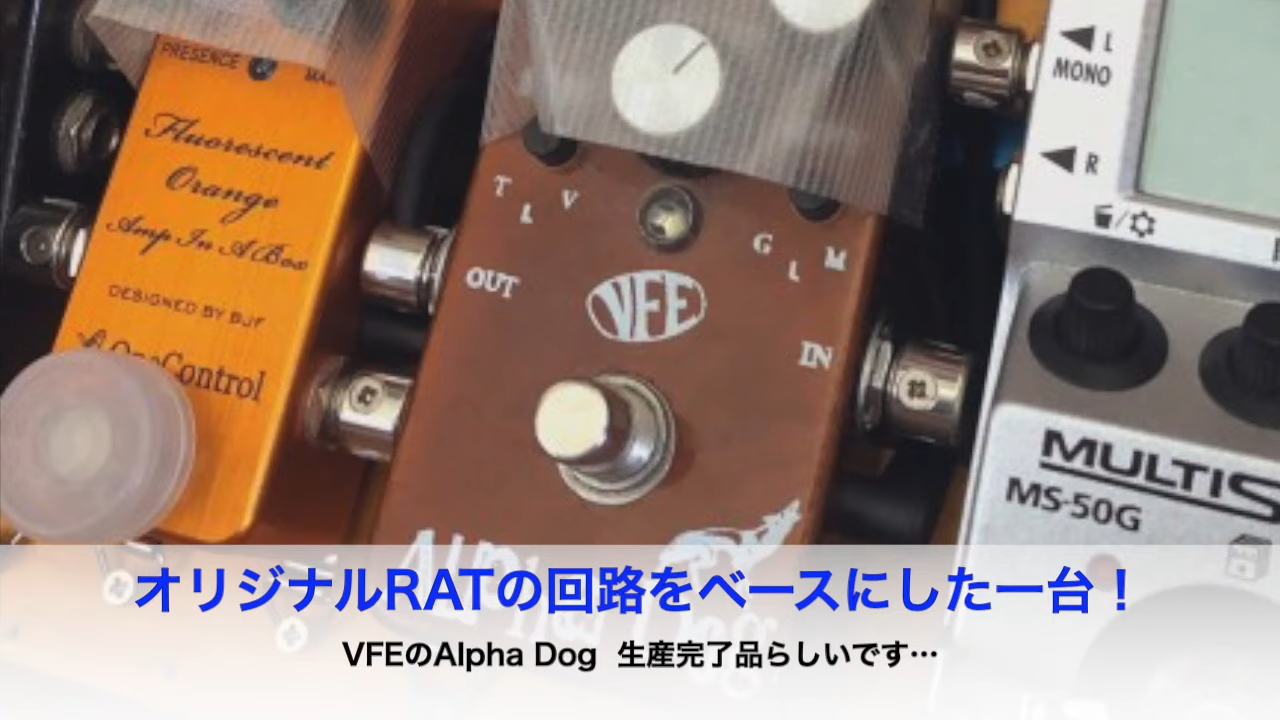 PRESENCE
Fluorescent
Orange
Amp In A Box
DESIGNED BY BJF
OneControl
T
L
V
OUT
VFE
G
L
M
IN
Alpha Dog
L
MONO
R
MULTIS
MS-50G
オリジナルRATの回路をベースにした一台！
VFEのAlpha Dog 生産完了品らしいです…